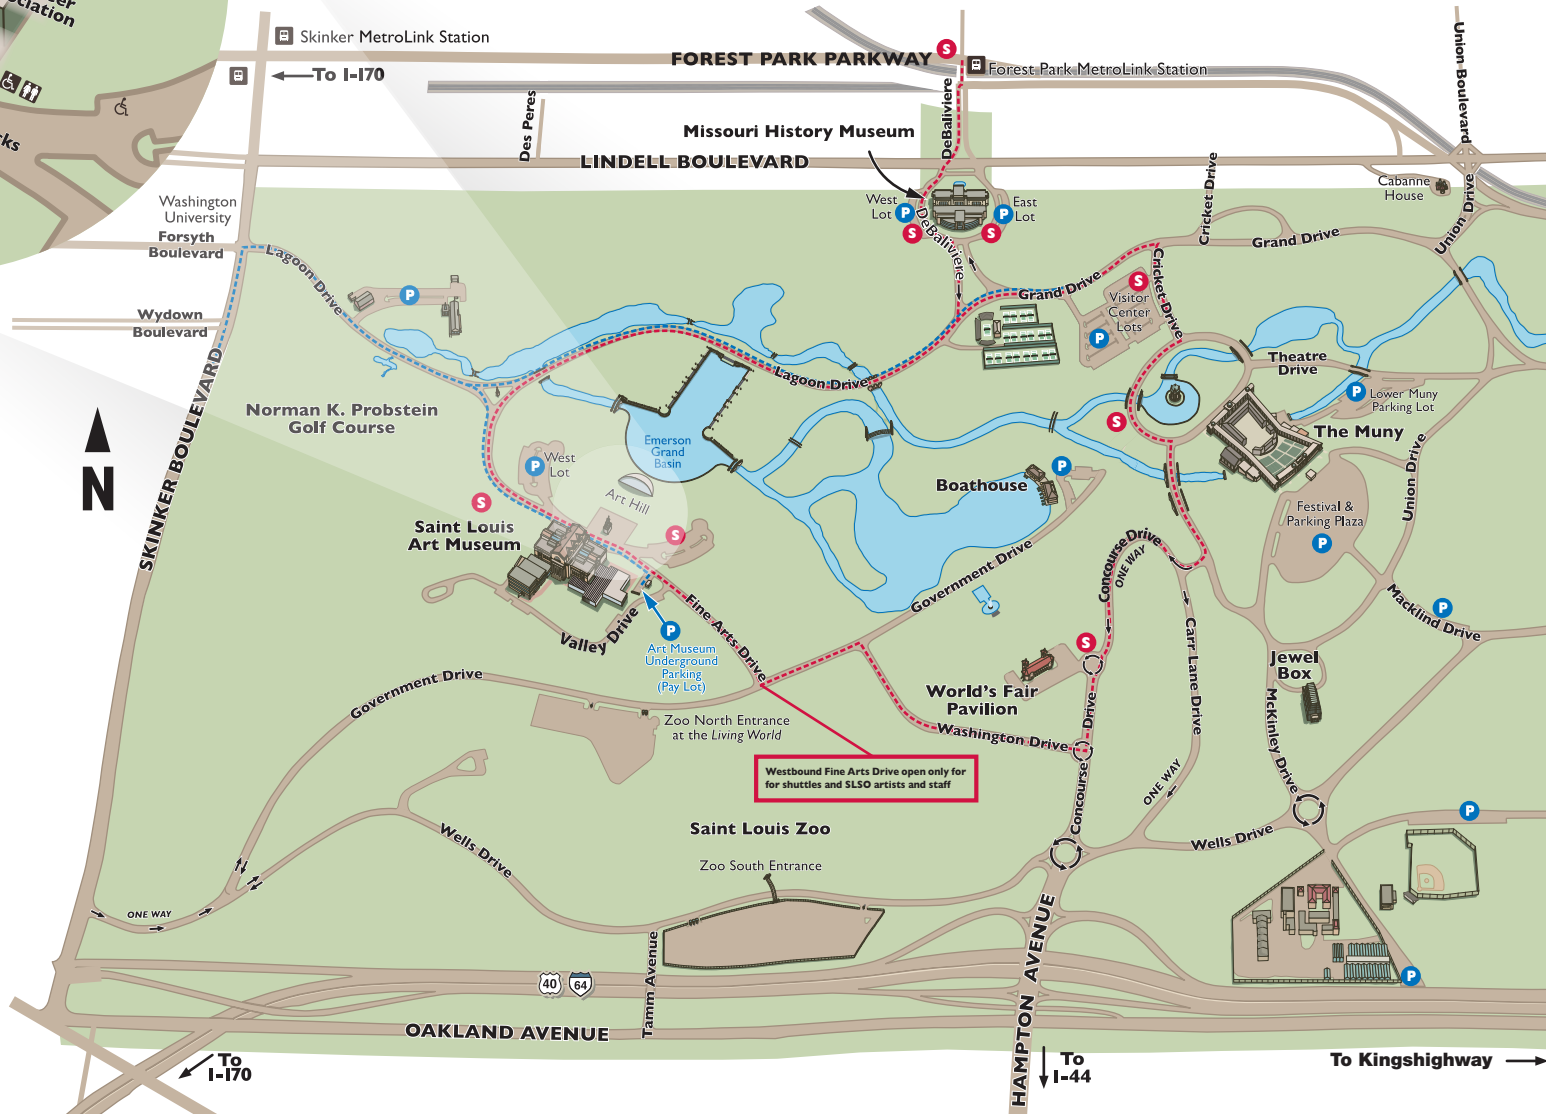 ciation
cks
Skinker MetroLink Station
To I-170
FOREST PARK PARKWAY
S
Forest Park MetroLink Station
Union Boulevard
Des Peres
DeBaliviere
Missouri History Museum
LINDELL BOULEVARD
Cricket Drive
Cabanne
House
Union Drive
Washington
University
Forsyth
Boulevard
West
Lot
P
S
East
Lot
P
S
DeBaliviere
Grand Drive
Lagoon Drive
P
Wydown
Boulevard
Grand Drive
Cricket Drive
S
Visitor
Center
Lots
P
Theatre
Drive
P
Lower Muny
Parking Lot
Lagoon Drive
SKINKER BOULEVARD
Norman K. Probstein
Golf Course
N
Emerson
Grand
Basin
S
The Muny
Union Drive
P
West
Lot
Art Hill
S
S
Saint Louis
Art Museum
Boathouse
P
Festival &
Parking Plaza
P
Concourse Drive
ONE WAY
Government Drive
Valley Drive
Fine Arts Drive
P
Art Museum
Underground
Parking
(Pay Lot)
Carr Lane Drive
Macklind Drive
P
Jewel
Box
McKinley Drive
S
World's Fair
Pavilion
Government Drive
Zoo North Entrance
at the Living World
Washington Drive
Concourse Drive
Westbound Fine Arts Drive open only for
for shuttles and SLSO artists and staff
ONE WAY
Saint Louis Zoo
Wells Drive
Wells Drive
P
Zoo South Entrance
ONE WAY
Tamm Avenue
HAMPTON AVENUE
40
64
P
OAKLAND AVENUE
To
I-170
To
I-44
To Kingshighway